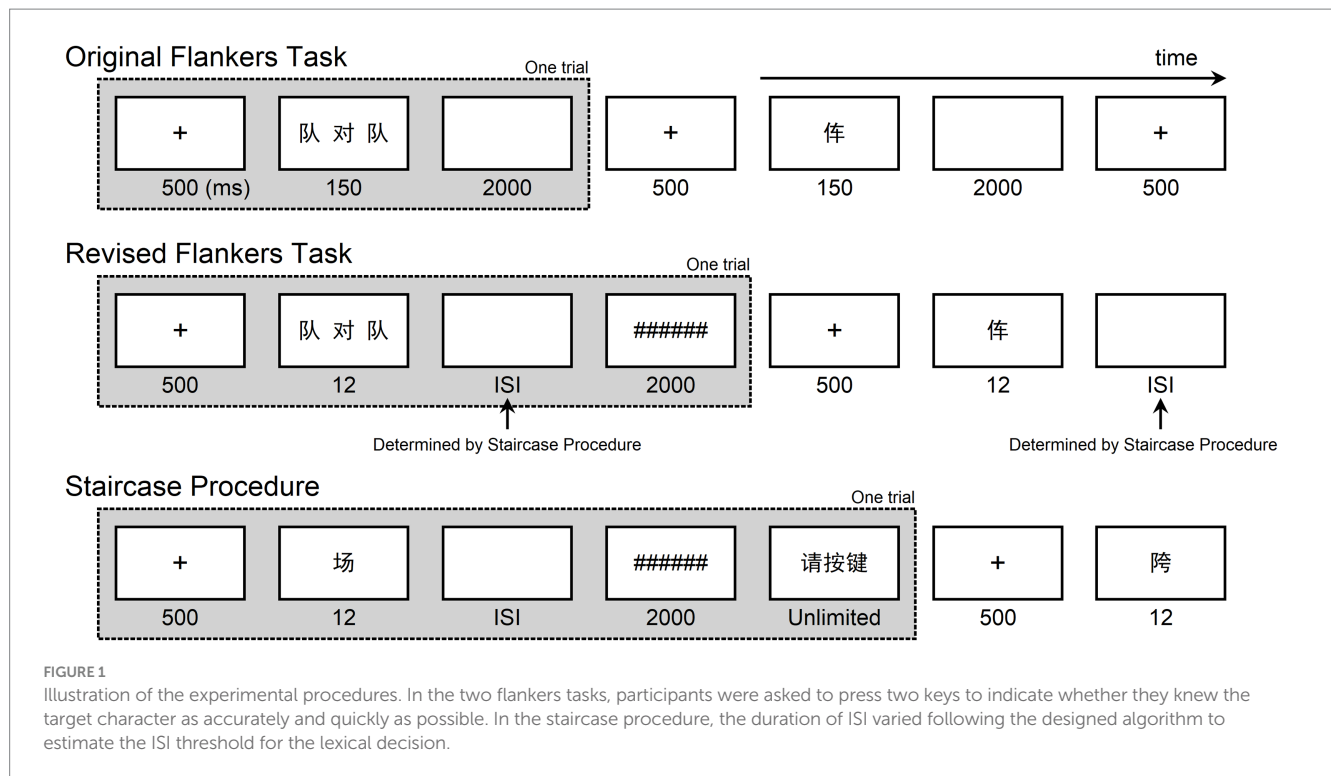 Original Flankers Task
One trial
time
+
队 对 队
+
㑅
+
500 (ms)
150
2000
500
150
2000
500
Revised Flankers Task
One trial
+
队 对 队
######
+
㑅
500
12
ISI
2000
500
12
ISI
Determined by Staircase Procedure
Determined by Staircase Procedure
Staircase Procedure
One trial
+
场
######
请按键
+
陓
500
12
ISI
2000
Unlimited
500
12
FIGURE 1
Illustration of the experimental procedures. In the two flankers tasks, participants were asked to press two keys to indicate whether they knew the
target character as accurately and quickly as possible. In the staircase procedure, the duration of ISI varied following the designed algorithm to
estimate the ISI threshold for the lexical decision.